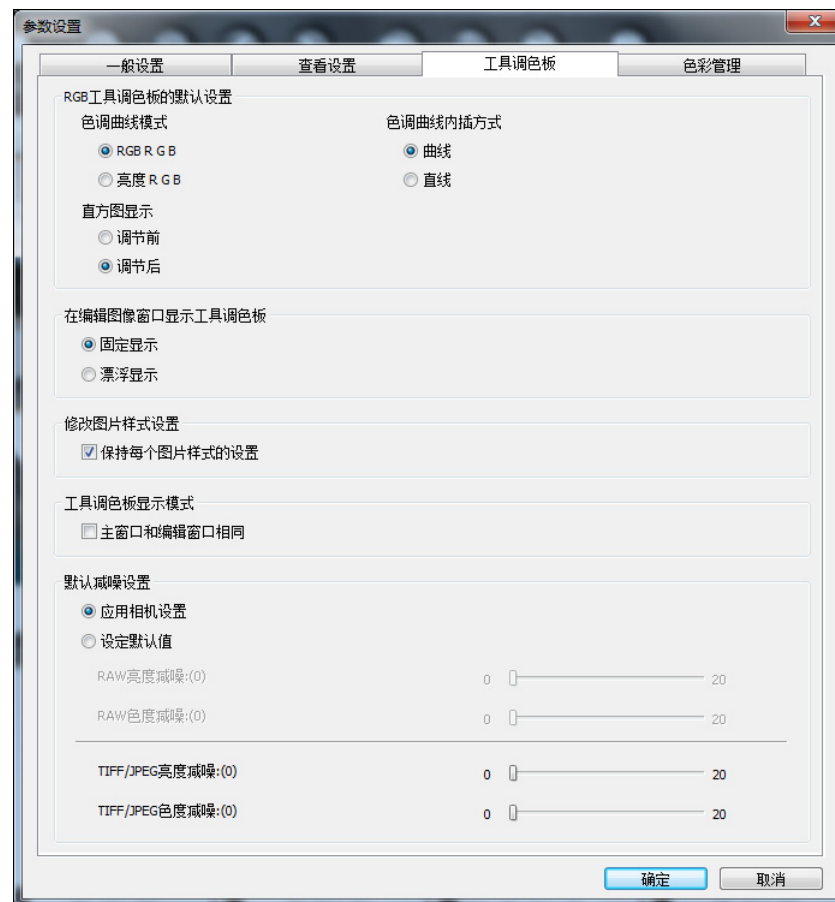 参数设置
一般设置 查看设置 工具调色板 色彩管理
RGB工具调色板的默认设置
色调曲线模式 色调曲线内插方式
RGB R G B 曲线
亮度 R G B 直线
直方图显示
调节前
调节后
在编辑图像窗口显示工具调色板
固定显示
漂浮显示
修改图片样式设置
保持每个图片样式的设置
工具调色板显示模式
主窗口和编辑窗口相同
默认减噪设置
应用相机设置
设定默认值
RAW亮度减噪:(0) 0 20
RAW色度减噪:(0) 0 20
TIFF/JPEG亮度减噪:(0) 0 20
TIFF/JPEG色度减噪:(0) 0 20
确定 取消